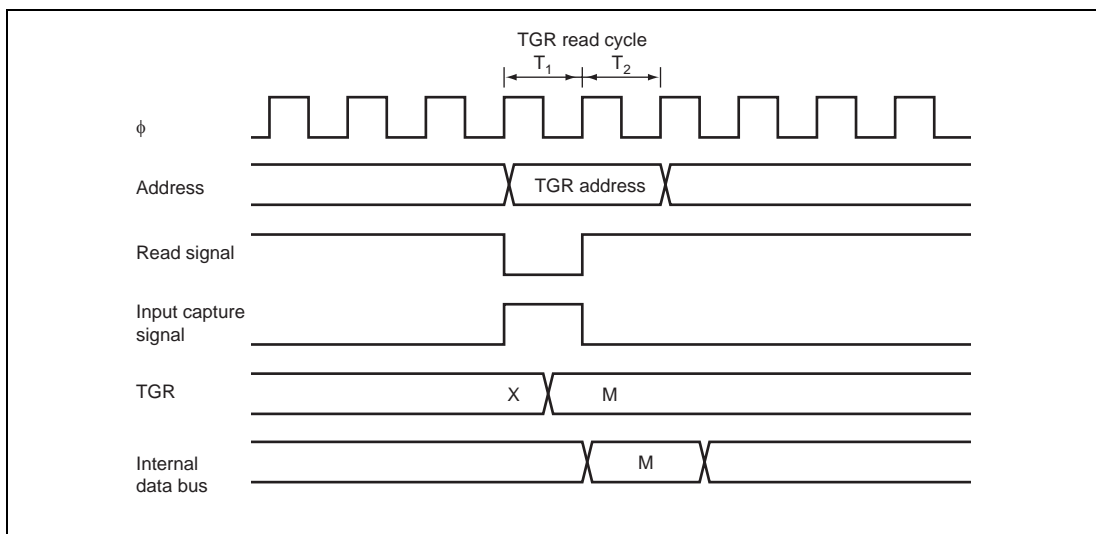 TGR read cycle
T1 T2
ϕ
Address
TGR address
Read signal
Input capture
signal
TGR
X M
Internal
data bus
M